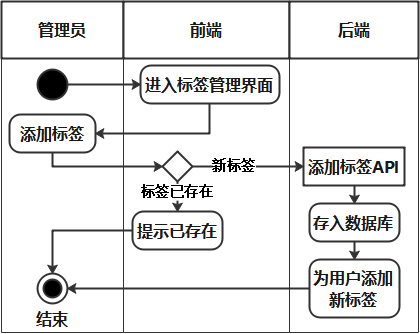 管理员
前端
后端
进入标签管理界面
添加标签
新标签
添加标签API
标签已存在
提示已存在
存入数据库
为用户添加
新标签
结束